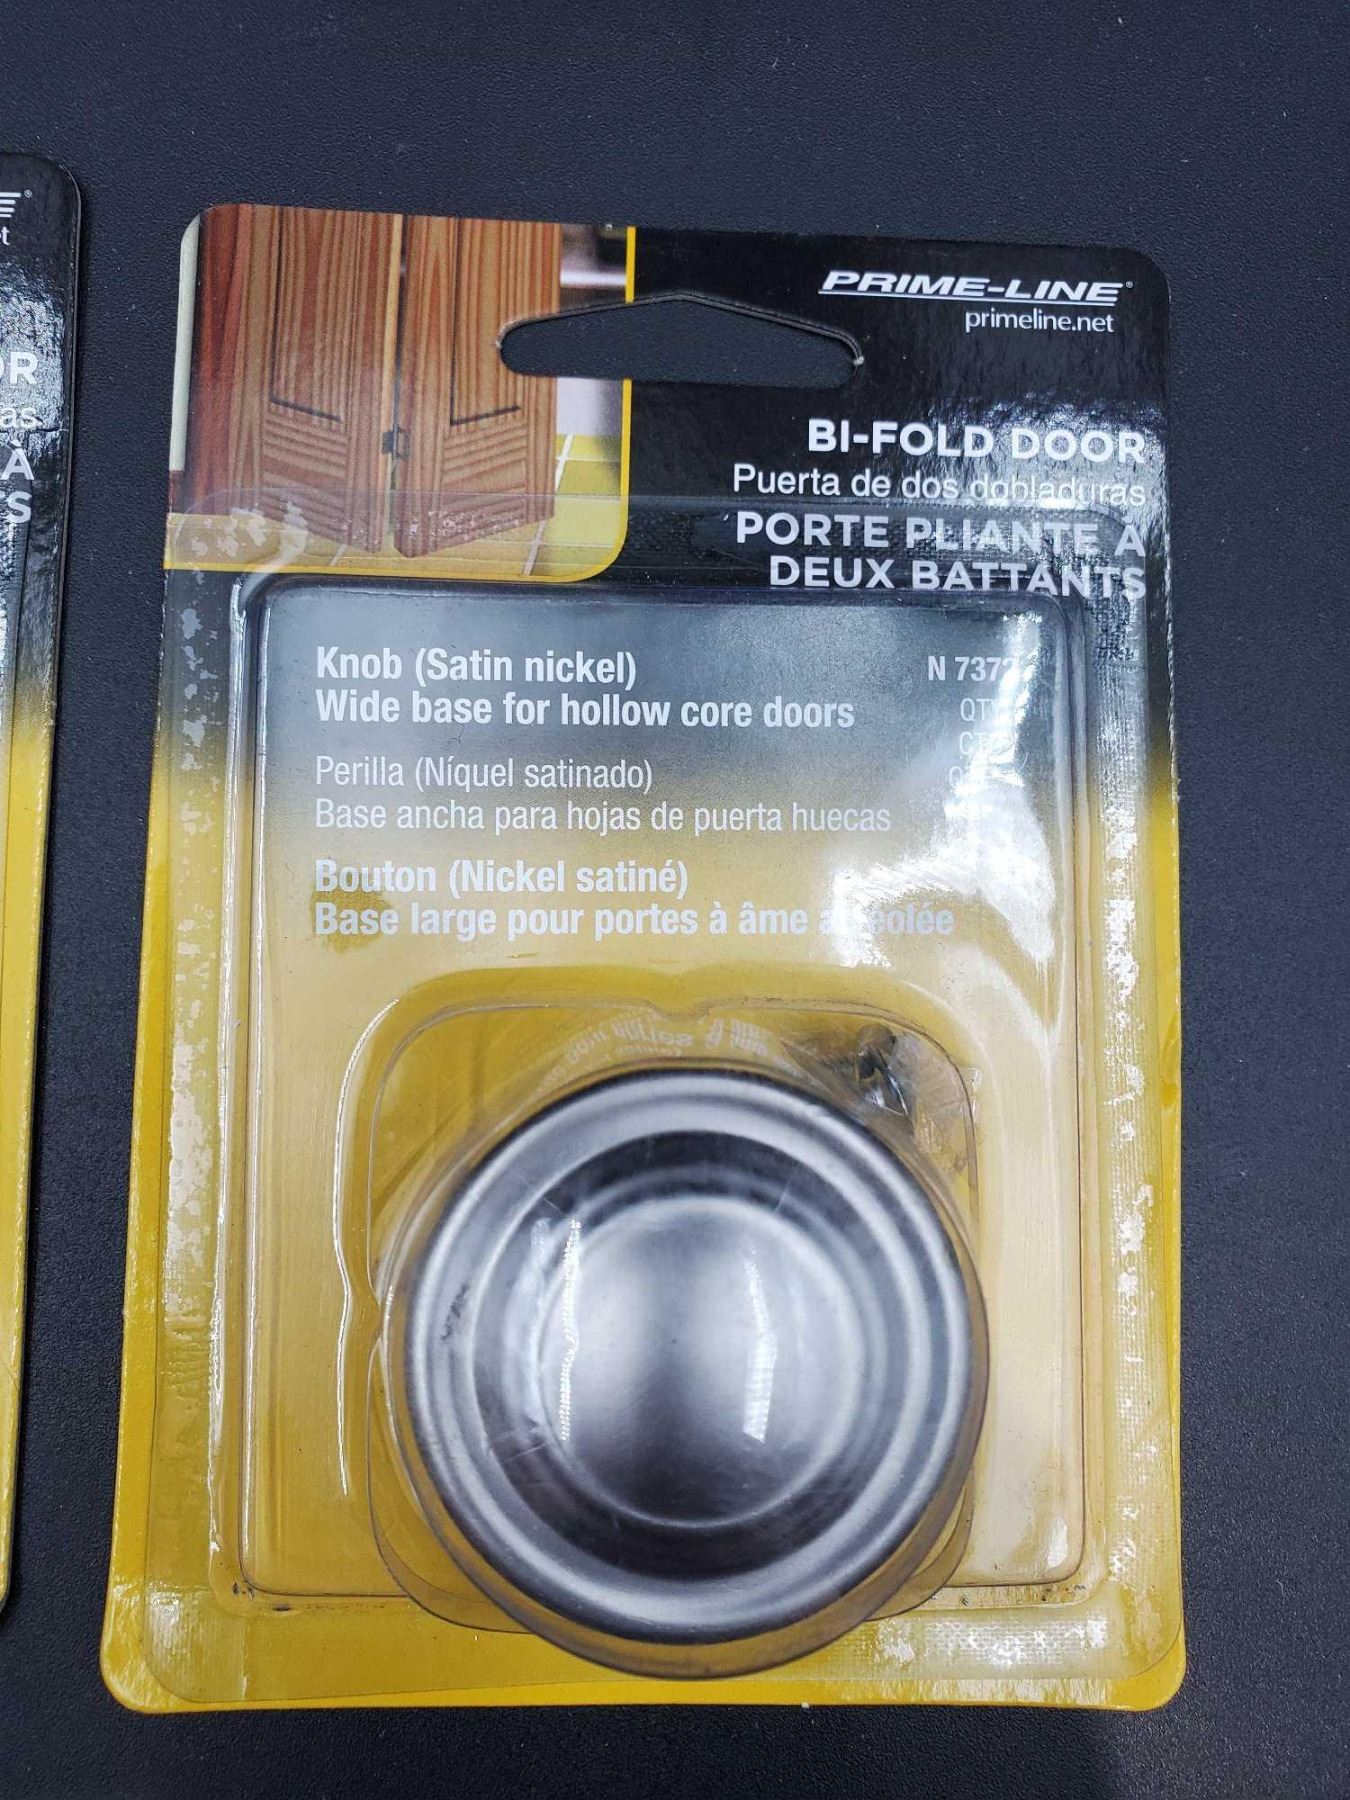 PRIME-LINE®
primeline.net
BI-FOLD DOOR
Puerta de dos dobladuras
PORTE PLIANTE À
DEUX BATTANTS
Knob (Satin nickel)
Wide base for hollow core doors
N
QTY
Perilla (Níquel satinado)
Base ancha para hojas de puerta huecas
Bouton (Nickel satiné)
Base large pour portes à âme